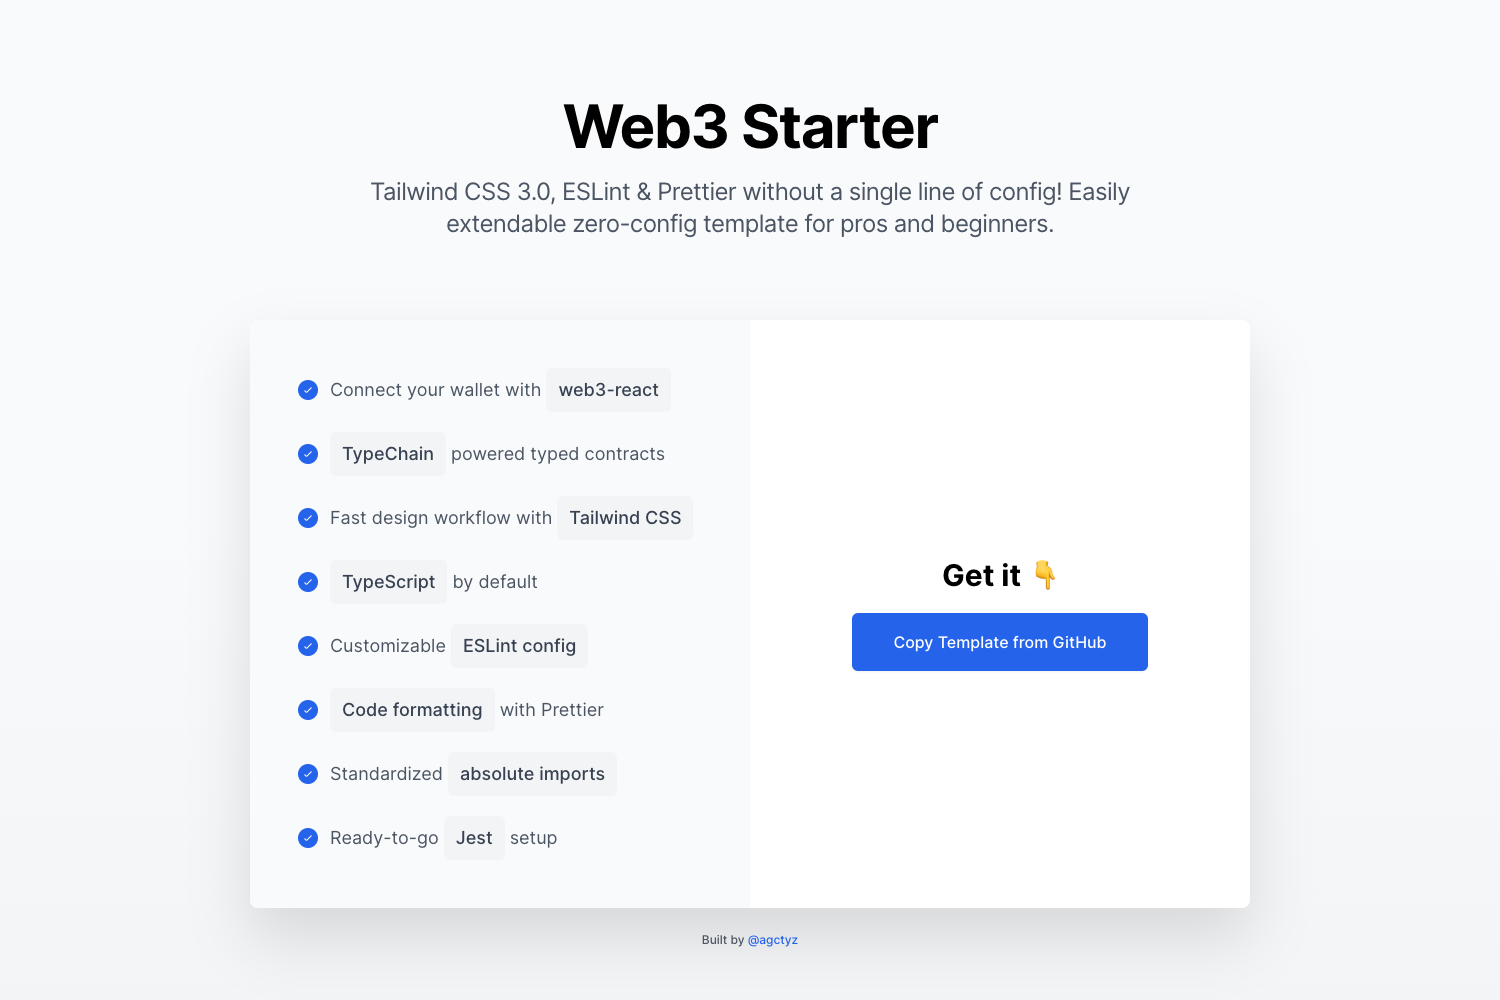 Web3 Starter
Tailwind CSS 3.0, ESLint & Prettier without a single line of config! Easily
extendable zero-config template for pros and beginners.
Connect your wallet with web3-react
TypeChain powered typed contracts
Fast design workflow with Tailwind CSS
TypeScript by default
Customizable ESLint config
Code formatting with Prettier
Standardized absolute imports
Ready-to-go Jest setup
Get it 👇
Copy Template from GitHub
Built by @agctyz